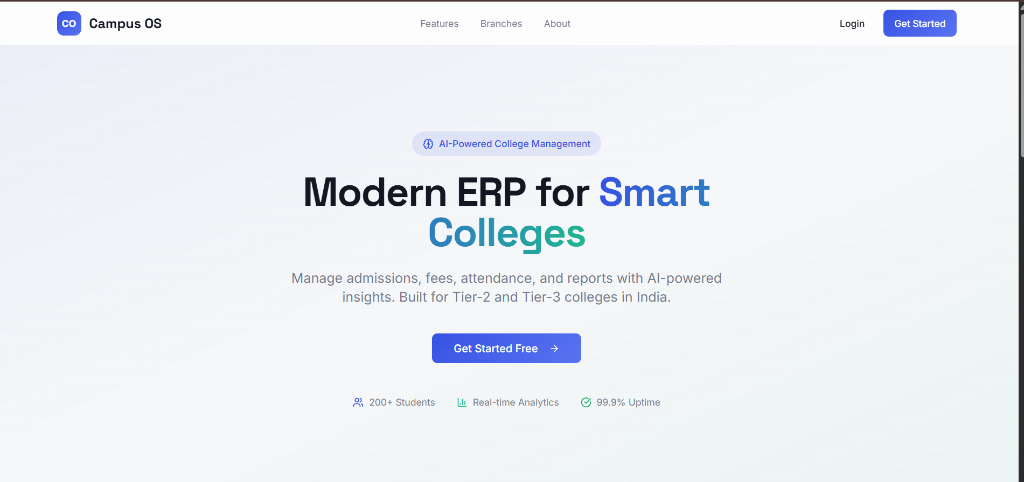 CO Campus OS Features Branches About Login Get Started
AI-Powered College Management
Modern ERP for Smart
Colleges
Manage admissions, fees, attendance, and reports with AI-powered
insights. Built for Tier-2 and Tier-3 colleges in India.
Get Started Free →
200+ Students Real-time Analytics 99.9% Uptime